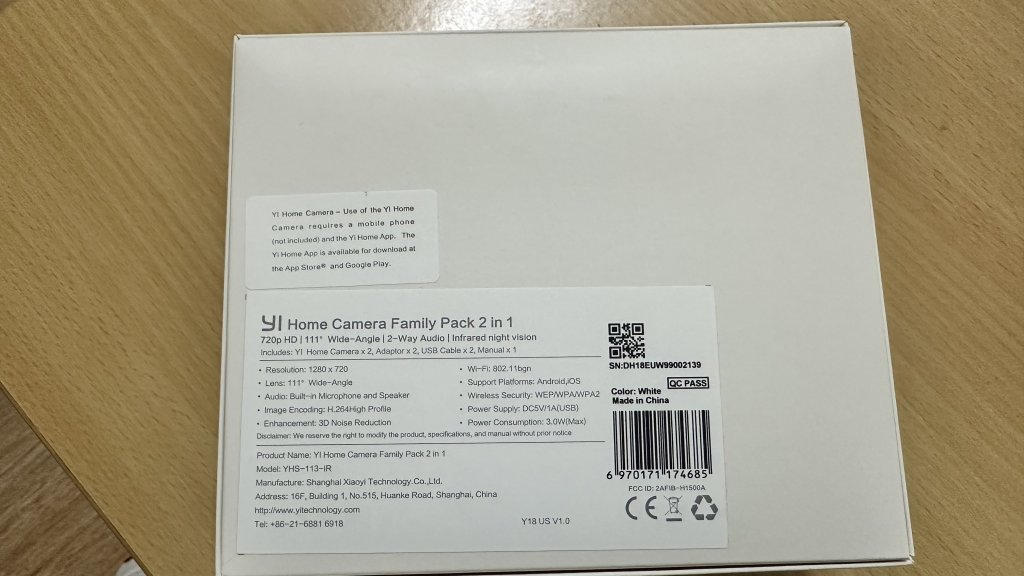 YI Home Camera – Use of the YI Home
Camera requires a mobile phone
(not included) and the Yi Home App. The
Yi Home App is available for download at
the App Store® and Google Play.
YI Home Camera Family Pack 2 in 1
720p HD | 111° Wide-Angle | 2-Way Audio | Infrared night vision
Includes: YI Home Camera x 2, Adaptor x 2, USB Cable x 2, Manual x 1
• Resolution: 1280 x 720
• Lens: 111° Wide-Angle
• Audio: Built-in Microphone and Speaker
• Image Encoding: H.264High Profile
• Enhancement: 3D Noise Reduction
• Wi-Fi: 802.11bgn
• Support Platforms: Android,iOS
• Wireless Security: WEP/WPA/WPA2
• Power Supply: DC5V/1A(USB)
• Power Consumption: 3.0W(Max)
Disclaimer: We reserve the right to modify the product, specifications, and manual without prior notice
Product Name: YI Home Camera Family Pack 2 in 1
Model: YHS-113-IR
Manufacture: Shanghai Xiaoyi Technology.Co.,Ltd.
Address: 16F, Building 1, No.515, Huanke Road, Shanghai, China
http://www.yitechnology.com
Tel: +86-21-6881 6918
Y18 US V1.0
SN:DH18EUW99002139
QC PASS
Color: White
Made in China
6 970171 174685
FCC ID: 2AFIB-H1500A
CE